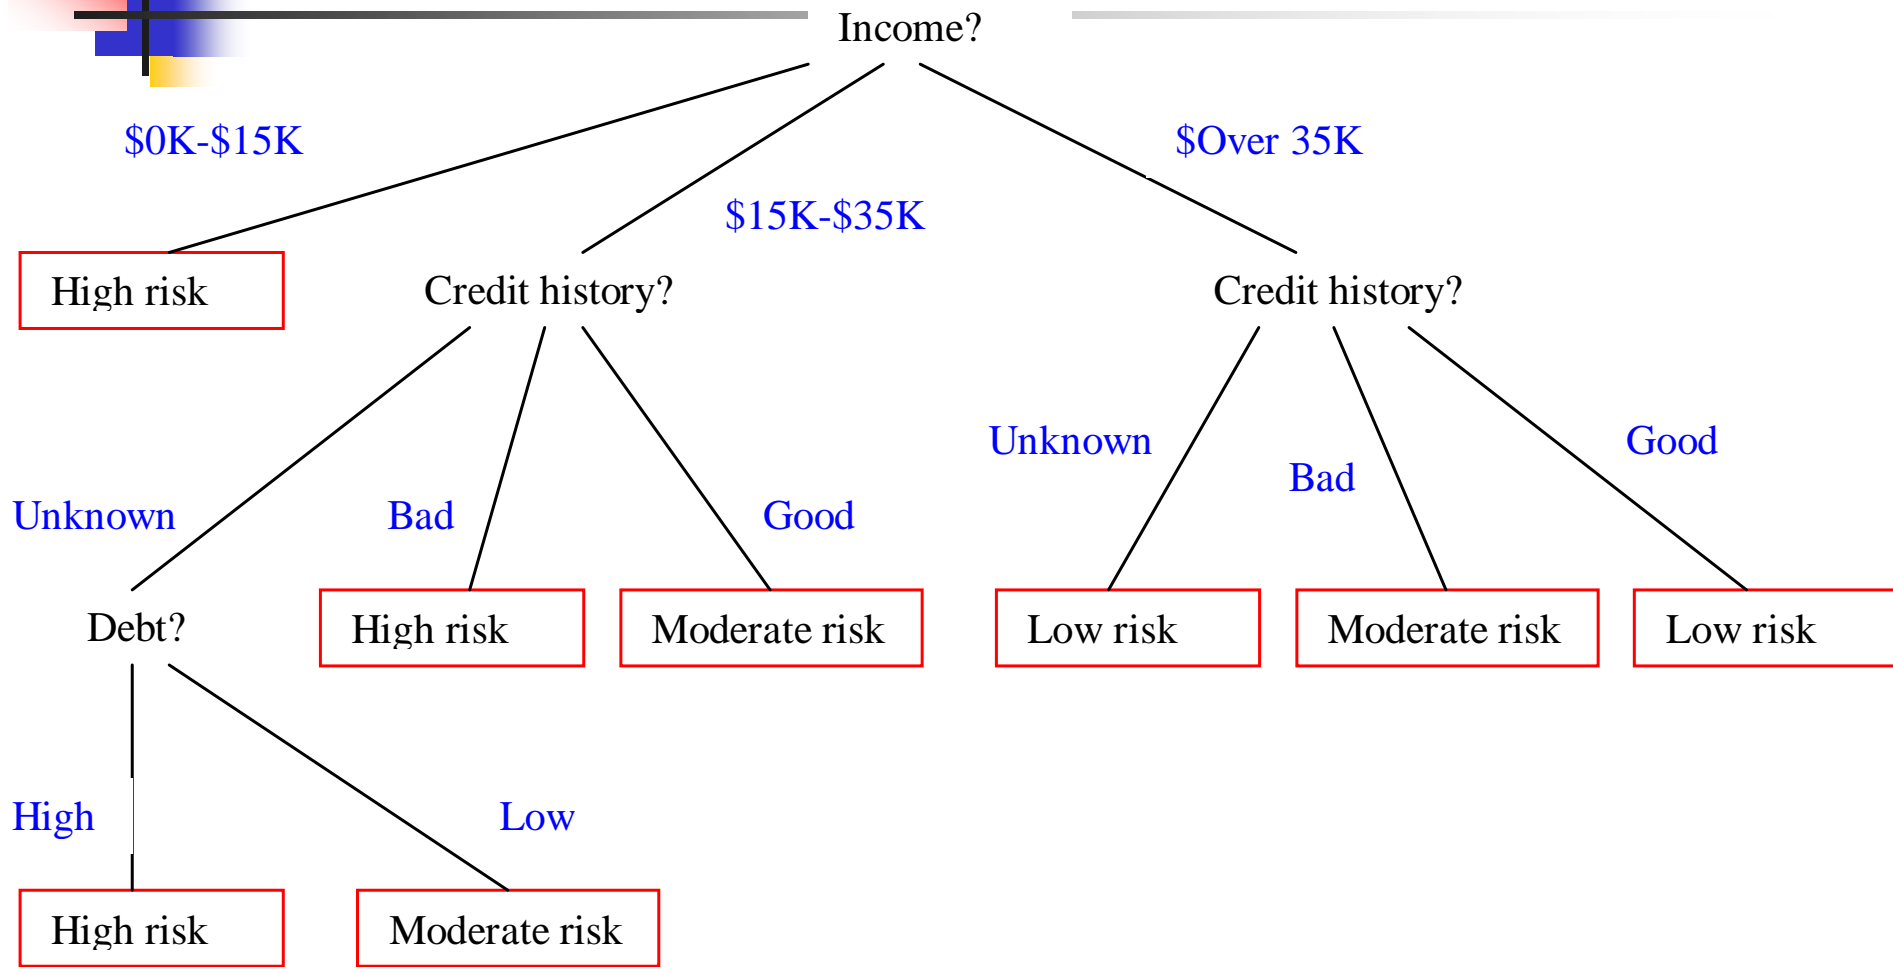 Income?
$0K-$15K
$Over 35K
$15K-$35K
High risk
Credit history?
Credit history?
Unknown
Bad
Good
Unknown
Bad
Good
Debt?
High risk
Moderate risk
Low risk
Moderate risk
Low risk
High
Low
High risk
Moderate risk